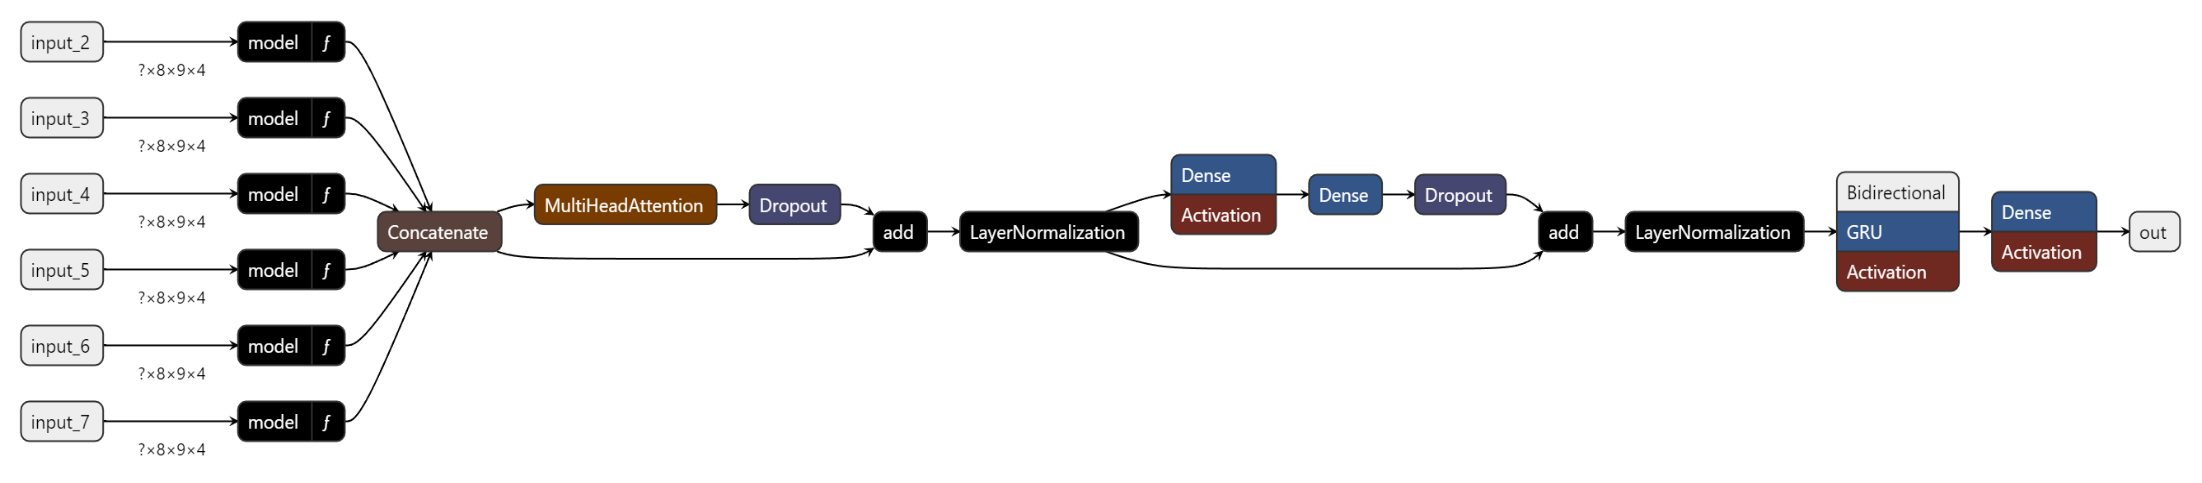 input_2
model ƒ
?×8×9×4
input_3
model ƒ
?×8×9×4
input_4
model ƒ
?×8×9×4
input_5
model ƒ
?×8×9×4
input_6
model ƒ
?×8×9×4
input_7
model ƒ
?×8×9×4
Concatenate
MultiHeadAttention
Dropout
add
LayerNormalization
Dense
Activation
Dense
Dropout
add
LayerNormalization
Bidirectional
GRU
Activation
Dense
Activation
out